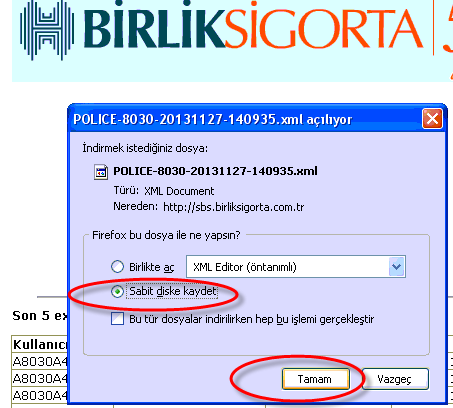 BİRLİKSİGORTA
POLICE-8030-20131127-140935.xml açılıyor
İndirmek istediğiniz dosya:
POLICE-8030-20131127-140935.xml
Türü: XML Document
Nereden: http://sbs.birliksigorta.com.tr
Firefox bu dosya ile ne yapsın?
Birlikte aç XML Editor (öntanımlı)
Sabit diske kaydet
Bu tür dosyalar indirilirken hep bu işlemi gerçekleştir
Son 5 ex
Tamam Vazgeç
Kullanıcı
A8030A4
A8030A4
A8030A4